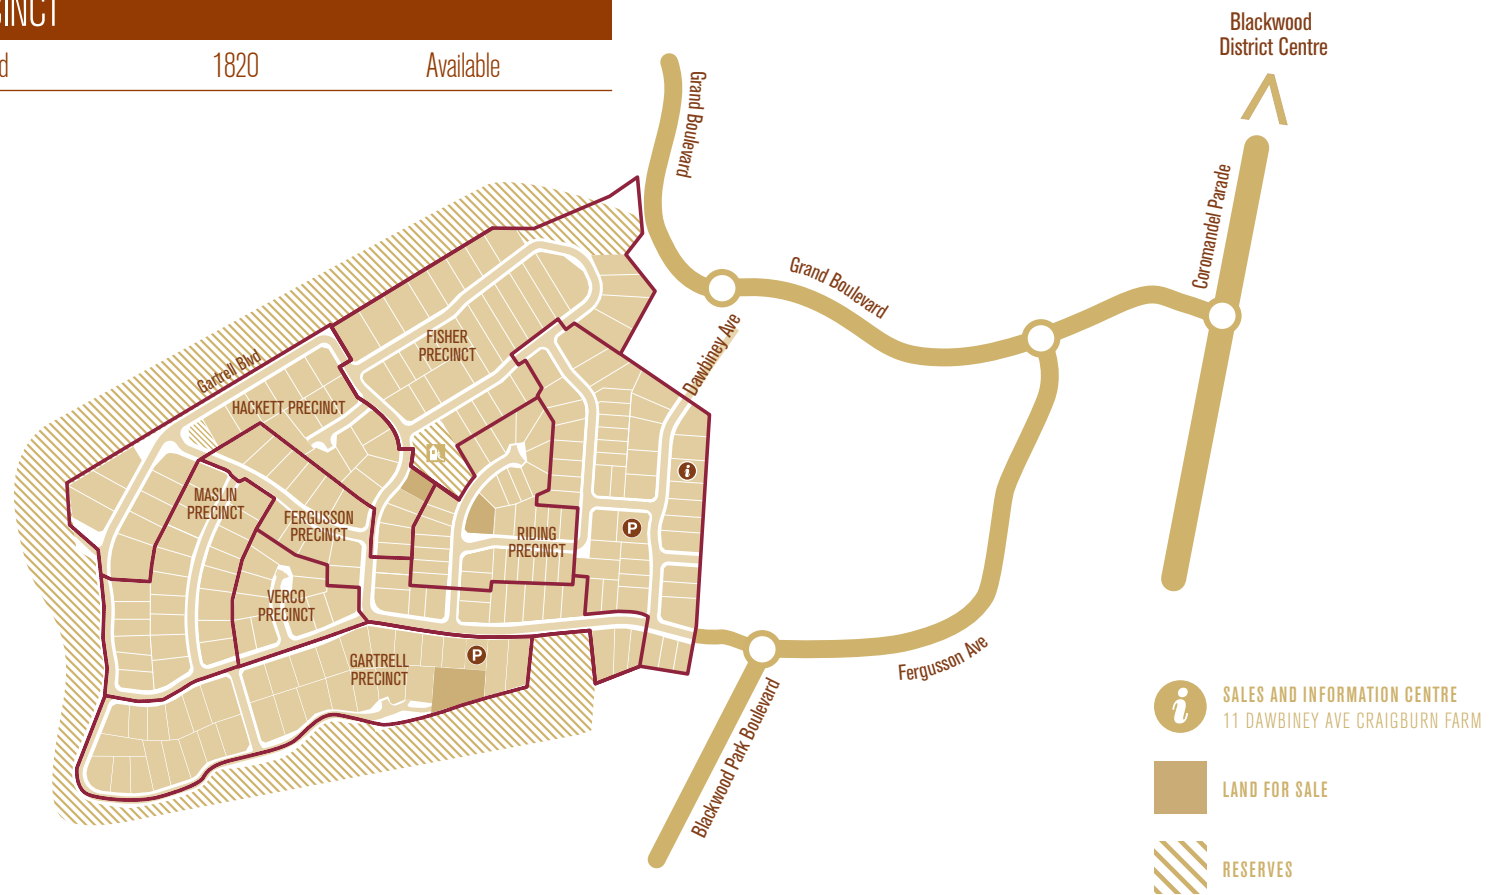 1820
Available
Blackwood
District Centre
Grand Boulevard
Coromandel Parade
Grand Boulevard
Dawbiney Ave
FISHER
PRECINCT
Gartrell Blvd
HACKETT PRECINCT
MASLIN
PRECINCT
FERGUSSON
PRECINCT
RIDING
PRECINCT
VERCO
PRECINCT
GARTRELL
PRECINCT
i
P
P
Fergusson Ave
Blackwood Park Boulevard
i
SALES AND INFORMATION CENTRE
11 DAWBINEY AVE CRAIGBURN FARM
LAND FOR SALE
RESERVES